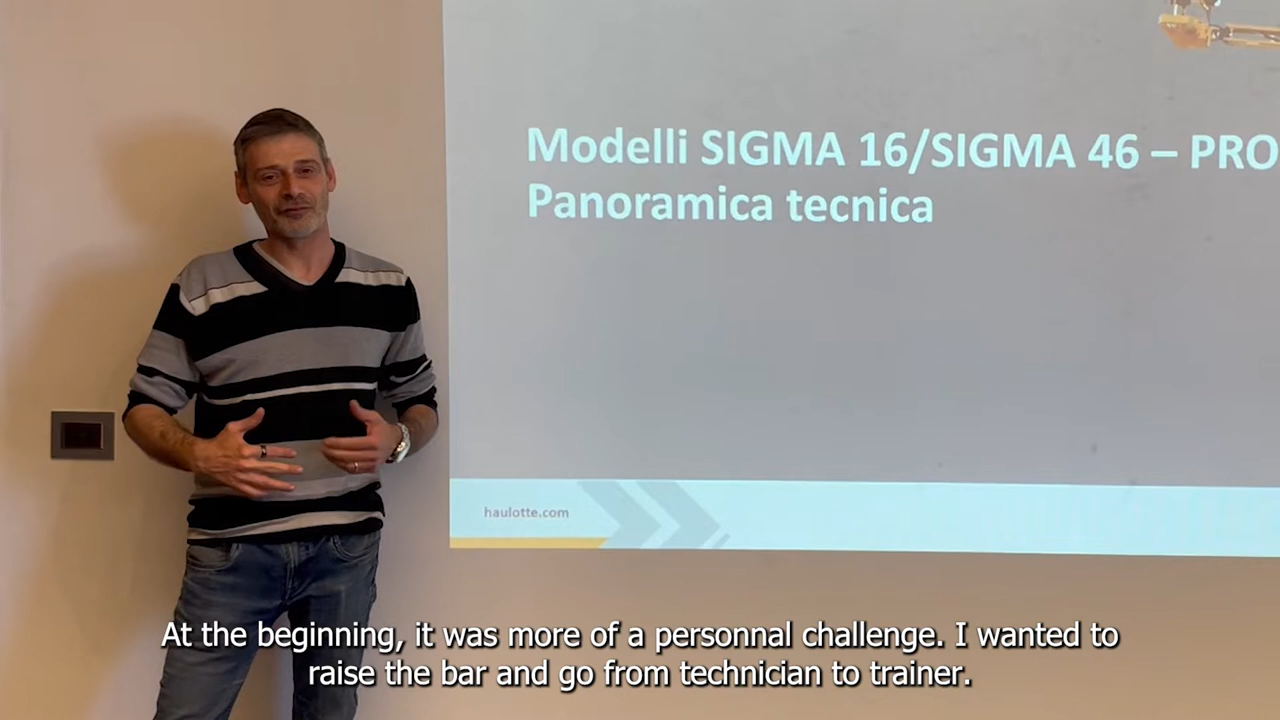 Modelli SIGMA 16/SIGMA 46 – PRO
Panoramica tecnica
haulotte.com
At the beginning, it was more of a personnal challenge. I wanted to
raise the bar and go from technician to trainer.